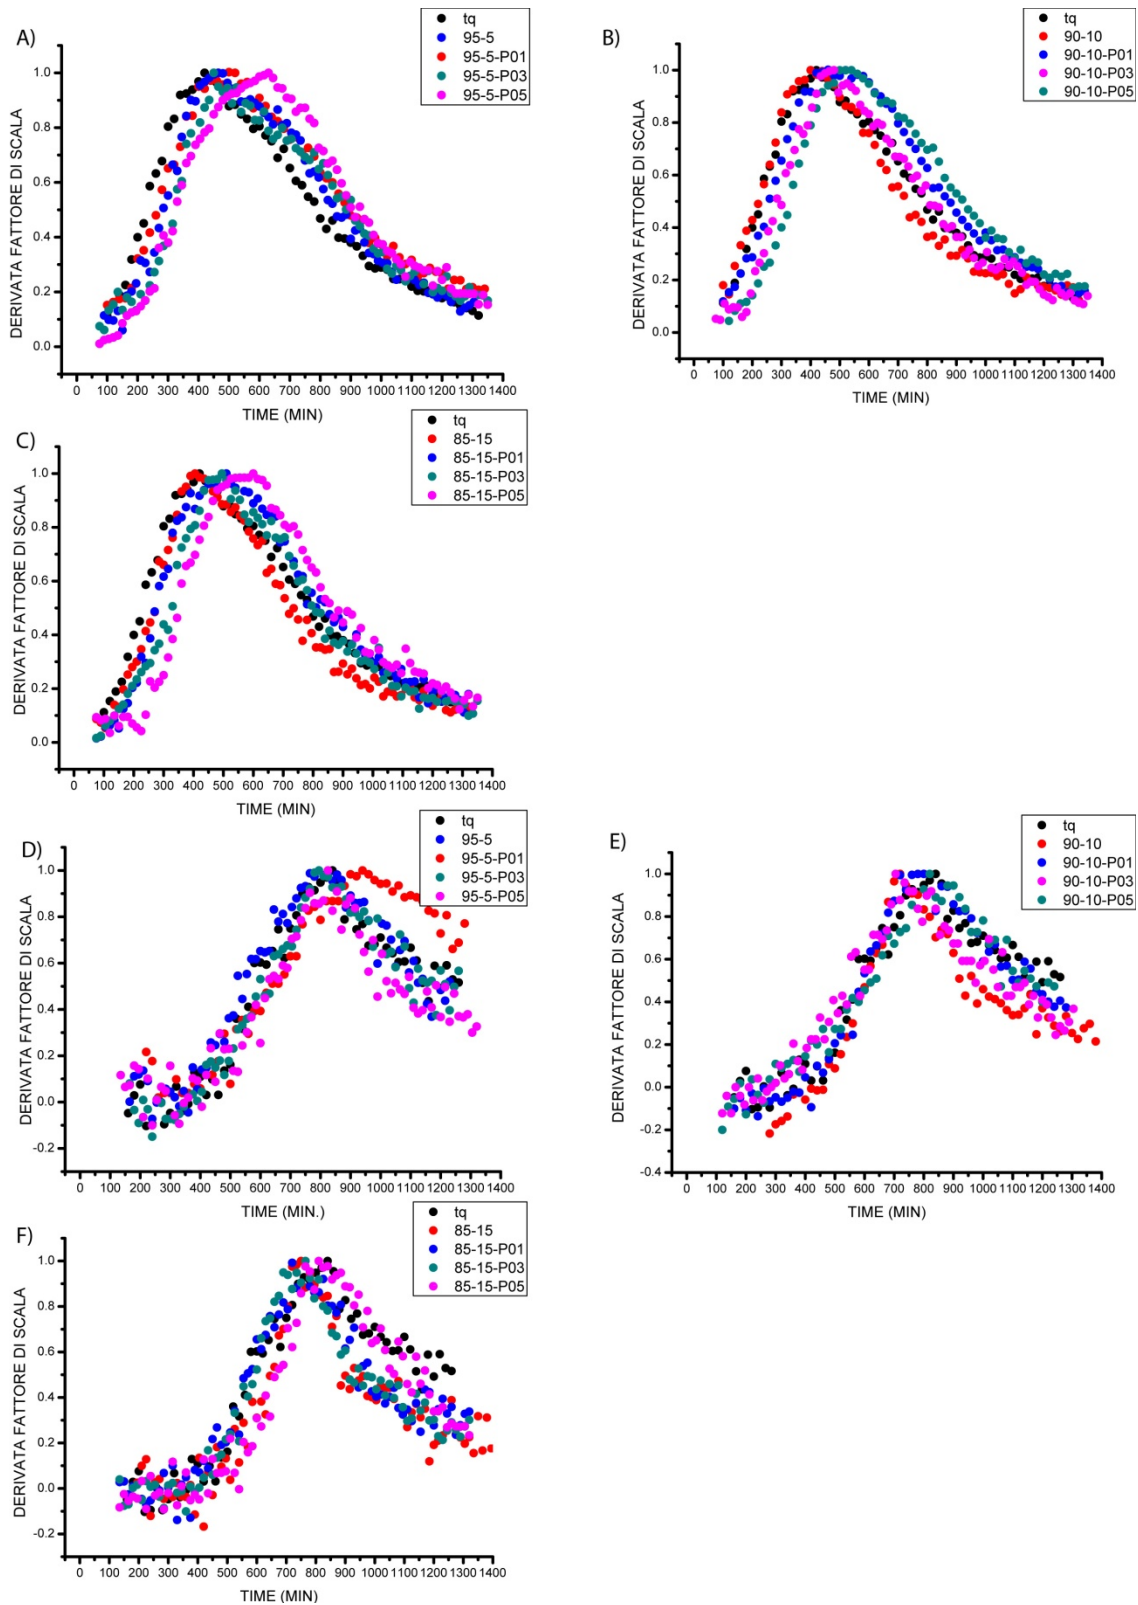 A)
tq
95-5
95-5-P01
95-5-P03
95-5-P05
DERIVATA FATTORE DI SCALA
1.0
0.8
0.6
0.4
0.2
0.0
0 100 200 300 400 500 600 700 800 900 1000 1100 1200 1300 1400
TIME (MIN)
B)
tq
90-10
90-10-P01
90-10-P03
90-10-P05
DERIVATA FATTORE DI SCALA
1.0
0.8
0.6
0.4
0.2
0.0
0 100 200 300 400 500 600 700 800 900 1000 1100 1200 1300 1400
TIME (MIN)
C)
tq
85-15
85-15-P01
85-15-P03
85-15-P05
DERIVATA FATTORE DI SCALA
1.0
0.8
0.6
0.4
0.2
0.0
0 100 200 300 400 500 600 700 800 900 1000 1100 1200 1300 1400
TIME (MIN)
D)
tq
95-5
95-5-P01
95-5-P03
95-5-P05
DERIVATA FATTORE DI SCALA
1.0
0.8
0.6
0.4
0.2
0.0
-0.2
0 100 200 300 400 500 600 700 800 900 1000 1100 1200 1300 1400
TIME (MIN.)
E)
tq
90-10
90-10-P01
90-10-P03
90-10-P05
DERIVATA FATTORE DI SCALA
1.0
0.8
0.6
0.4
0.2
0.0
-0.2
-0.4
0 100 200 300 400 500 600 700 800 900 1000 1100 1200 1300 1400
TIME (MIN)
F)
tq
85-15
85-15-P01
85-15-P03
85-15-P05
DERIVATA FATTORE DI SCALA
1.0
0.8
0.6
0.4
0.2
0.0
-0.2
0 100 200 300 400 500 600 700 800 900 1000 1100 1200 1300 1400
TIME (MIN)